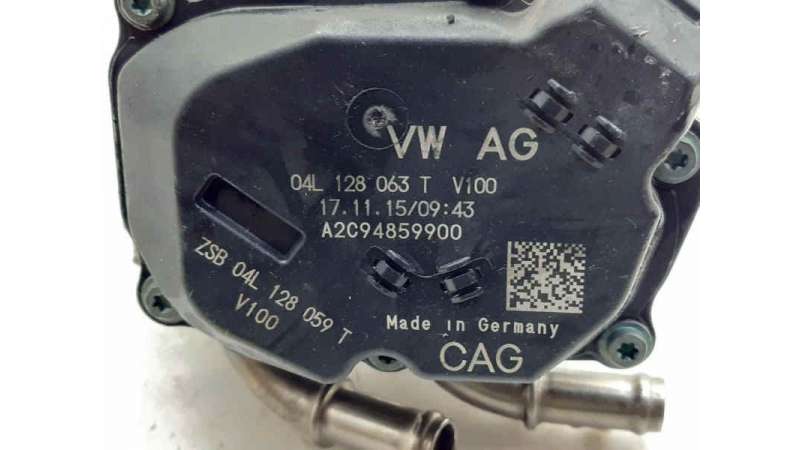 VW AG
04L 128 063 T V100
17.11.15/09:43
A2C94859900
ZSB 04L 128 059 T
V100
Made in Germany
CAG